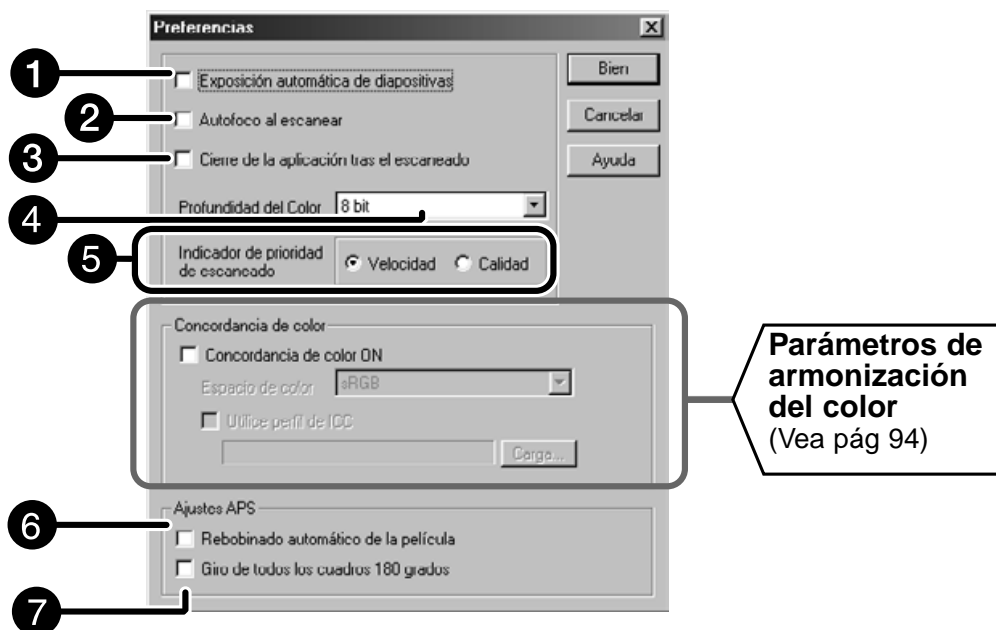 Preferencias
1
Exposición automática de diapositivas
Bien
2
Autofoco al escanear
Cancelar
3
Cierre de la aplicación tras el escaneado
Ayuda
4
Profundidad del Color 8 bit
5
Indicador de prioridad
de escaneado
Velocidad Calidad
Concordancia de color
Concordancia de color ON
Espacio de color sRGB
Utilice perfil de ICC
Carga...
Parámetros de
armonización
del color
(Vea pág 94)
6
Ajustes APS
Rebobinado automático de la película
Giro de todos los cuadros 180 grados
7